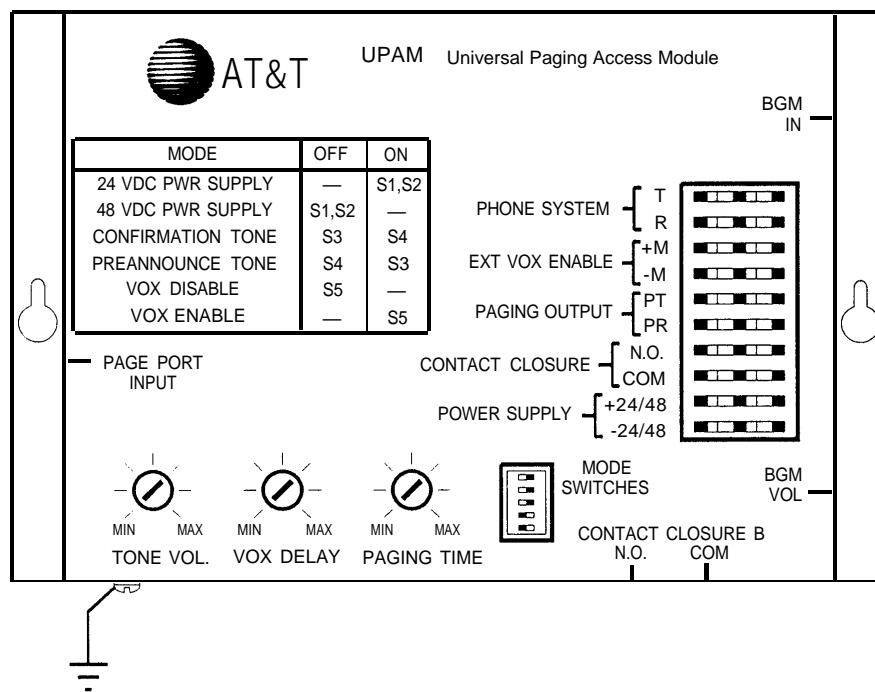 AT&T
UPAM Universal Paging Access Module
BGM
IN
MODE OFF ON
24 VDC PWR SUPPLY — S1,S2
48 VDC PWR SUPPLY S1,S2 —
CONFIRMATION TONE S3 S4
PREANNOUNCE TONE S4 S3
VOX DISABLE S5 —
VOX ENABLE — S5
PHONE SYSTEM T
R
EXT VOX ENABLE +M
-M
PAGING OUTPUT PT
PR
CONTACT CLOSURE N.O.
COM
POWER SUPPLY +24/48
-24/48
PAGE PORT
INPUT
MODE
SWITCHES
BGM
VOL
MIN MAX
TONE VOL.
MIN MAX
VOX DELAY
MIN MAX
PAGING TIME
CONTACT CLOSURE B
N.O. COM